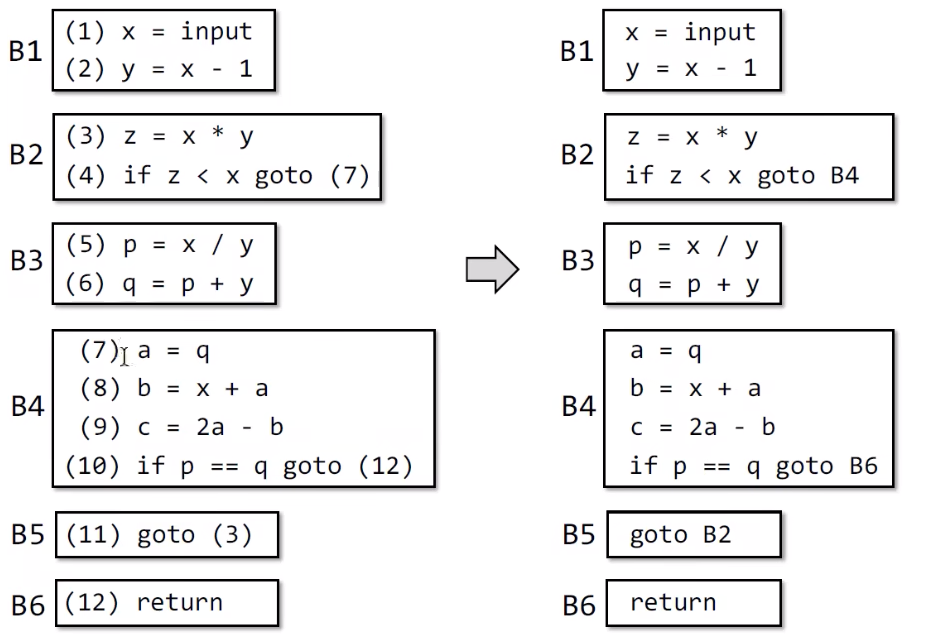 B1
(1) x = input
(2) y = x - 1
B2
(3) z = x * y
(4) if z < x goto (7)
B3
(5) p = x / y
(6) q = p + y
B4
(7) a = q
(8) b = x + a
(9) c = 2a - b
(10) if p == q goto (12)
B5
(11) goto (3)
B6
(12) return
B1
x = input
y = x - 1
B2
z = x * y
if z < x goto B4
B3
p = x / y
q = p + y
B4
a = q
b = x + a
c = 2a - b
if p == q goto B6
B5
goto B2
B6
return